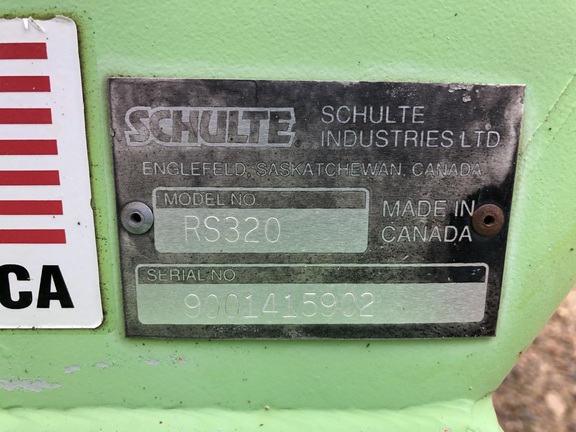 SCHULTE
SCHULTE
INDUSTRIES LTD
ENGLEFELD, SASKATCHEWAN, CANADA
MODEL NO
RS320
MADE IN
CANADA
SERIAL NO
9001415902
CA